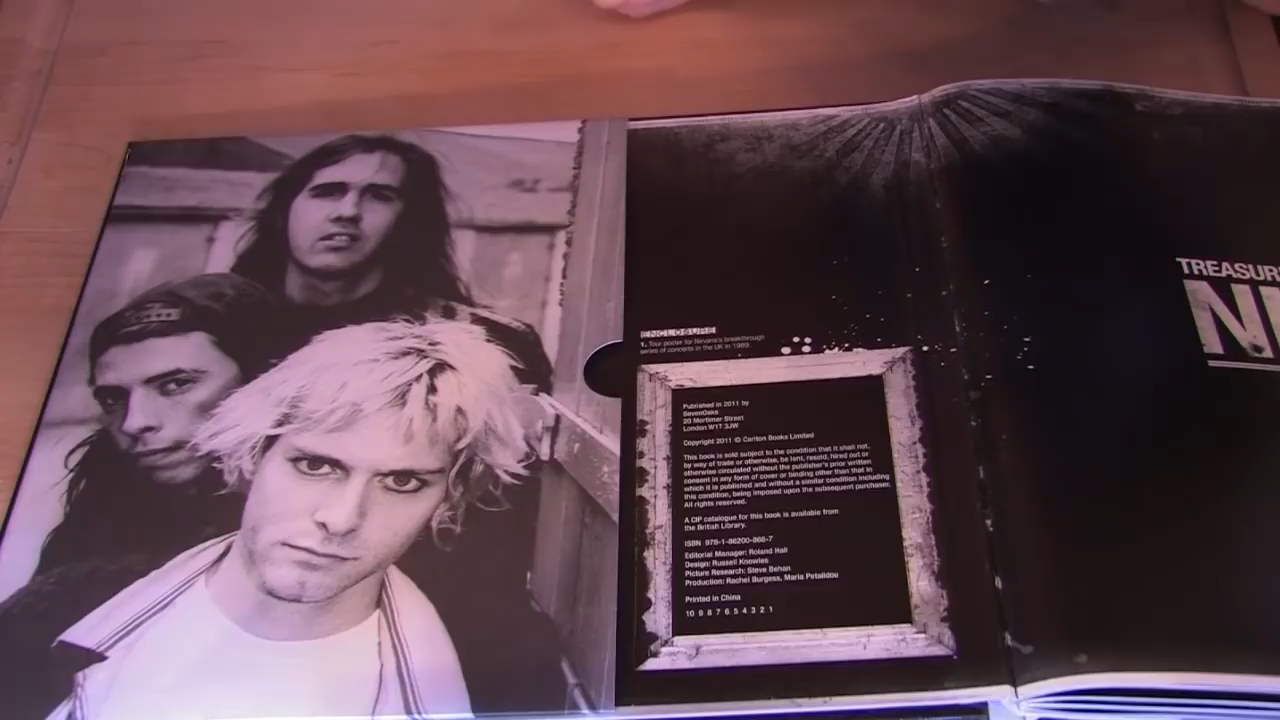 ENCLOSURE
1. Tour poster for Nirvana's breakthrough
series of concerts in the UK in 1989.
Published in 2011 by
SevenOaks
20 Mortimer Street
London W1T 3JW
Copyright 2011 © Carlton Books Limited
This book is sold subject to the condition that it shall not,
by way of trade or otherwise, be lent, resold, hired out or
otherwise circulated without the publisher's prior written
consent in any form of cover or binding other than that in
which it is published and without a similar condition including
this condition, being imposed upon the subsequent purchaser.
All rights reserved.
A CIP catalogue for this book is available from
the British Library.
ISBN 978-1-86200-866-7
Editorial Manager: Roland Hall
Design: Russell Knowles
Picture Research: Steve Behan
Production: Rachel Burgess, Maria Petalidou
Printed in China
10 9 8 7 6 5 4 3 2 1
TREASUR
NI